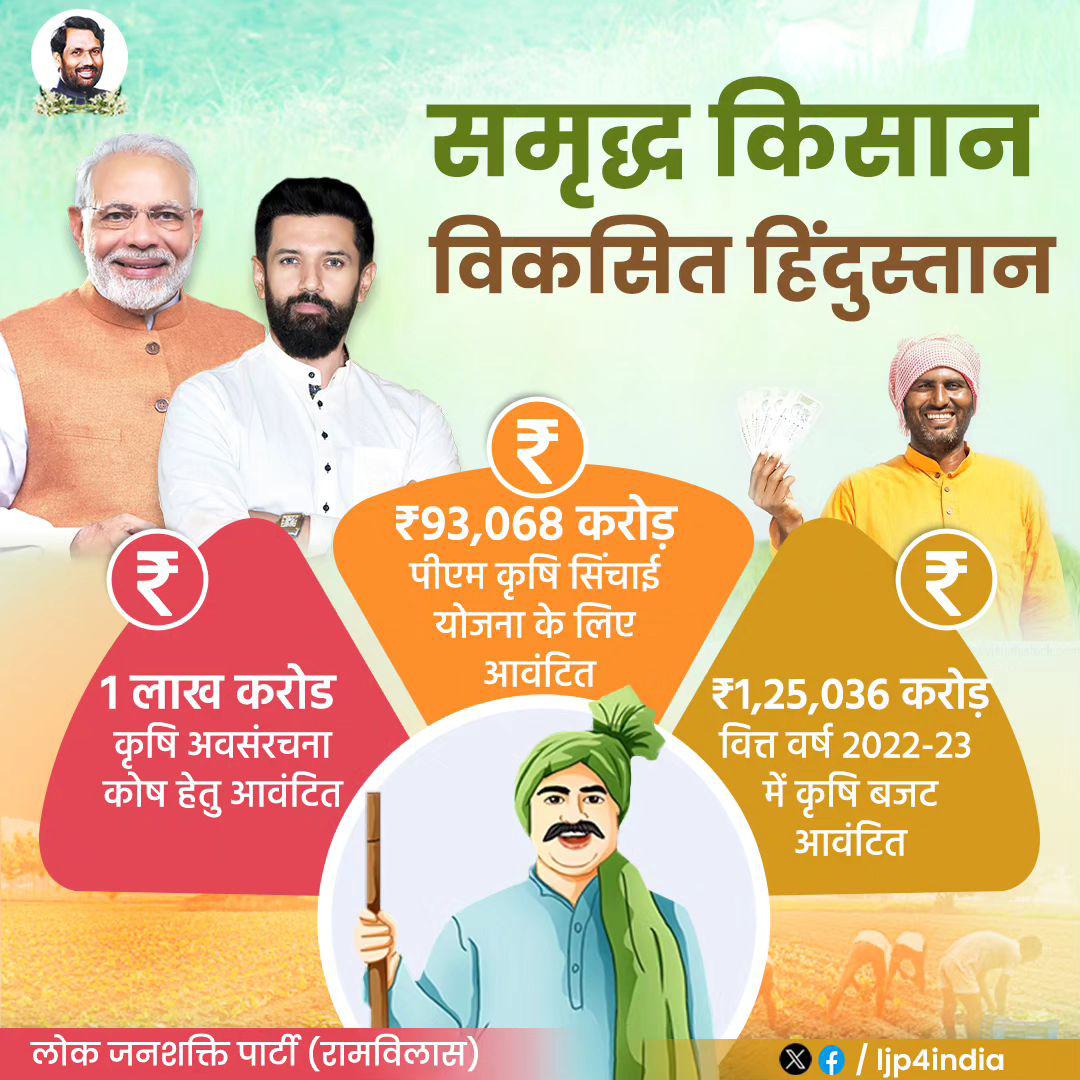 समृद्ध किसान
विकसित हिंदुस्तान
₹
₹93,068 करोड़
पीएम कृषि सिंचाई
योजना के लिए
आवंटित
₹
1 लाख करोड
कृषि अवसंरचना
कोष हेतु आवंटित
₹
₹1,25,036 करोड़
वित्त वर्ष 2022-23
में कृषि बजट
आवंटित
लोक जनशक्ति पार्टी (रामविलास)
X f / ljp4india